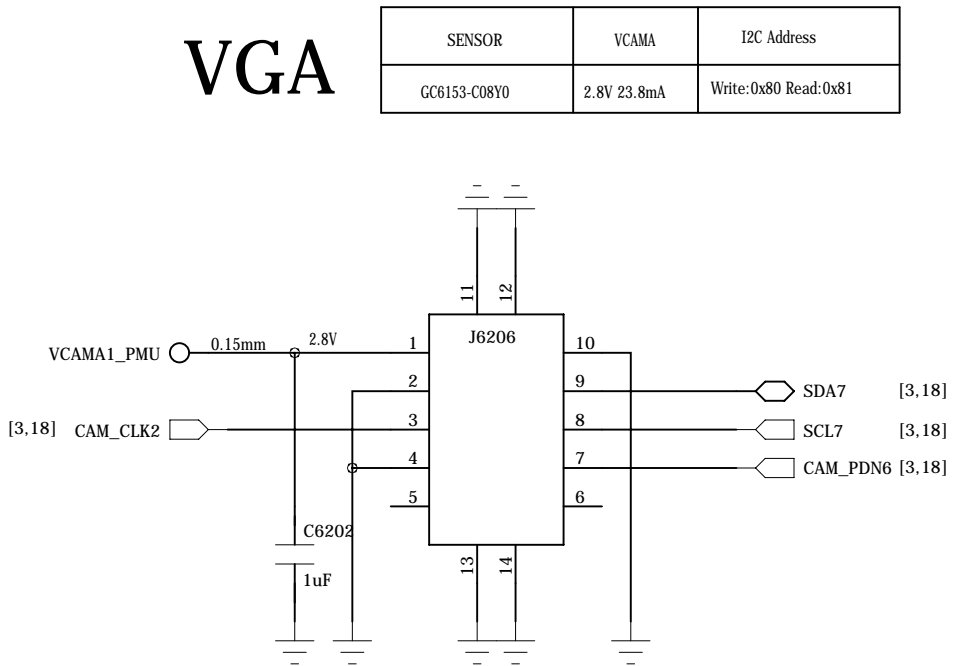 VGA
SENSOR VCAMA I2C Address
GC6153-C08Y0 2.8V 23.8mA Write:0x80 Read:0x81
11 12
J6206
VCAMA1_PMU 0.15mm 2.8V 1 10
2 9 SDA7 [3,18]
[3,18] CAM_CLK2 3 8 SCL7 [3,18]
4 7 CAM_PDN6 [3,18]
5 6
C6202
1uF
13 14